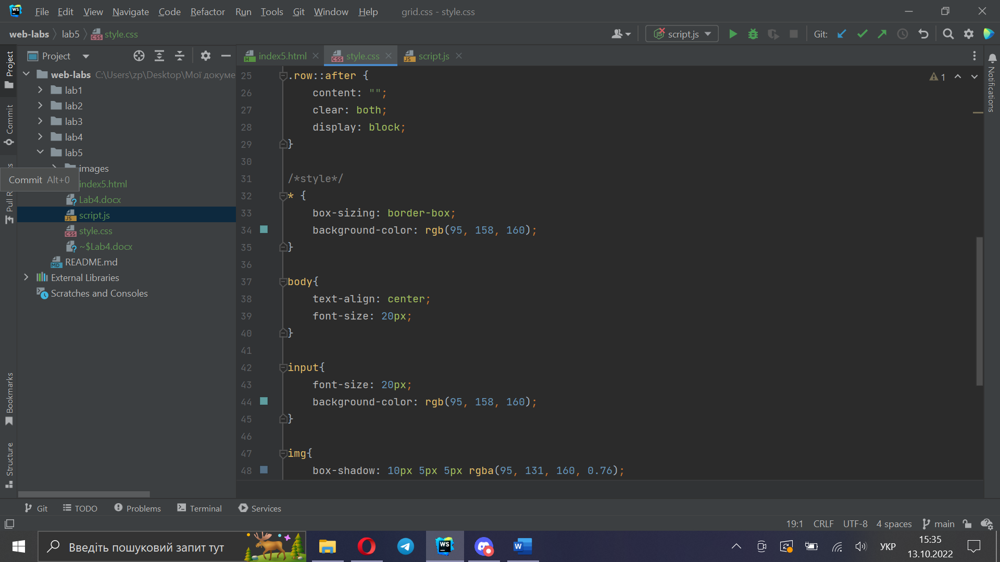 WS File Edit View Navigate Code Refactor Run Tools Git Window Help grid.css - style.css
web-labs lab5 style.css script.js Git:
Project
index5.html style.css script.js
web-labs C:\Users\zp\Desktop\Мої докуме
lab1
lab2
lab3
lab4
lab5
images
index5.html
Lab4.docx
script.js
style.css
~$Lab4.docx
README.md
External Libraries
Scratches and Consoles
Commit Alt+0
Project
Commit
Bookmarks
Structure
25 .row::after {
26 content: "";
27 clear: both;
28 display: block;
29 }
30
31 /*style*/
32 * {
33 box-sizing: border-box;
34 background-color: rgb(95, 158, 160);
35 }
36
37 body{
38 text-align: center;
39 font-size: 20px;
40 }
41
42 input{
43 font-size: 20px;
44 background-color: rgb(95, 158, 160);
45 }
46
47 img{
48 box-shadow: 10px 5px 5px rgba(95, 131, 160, 0.76);
1
Notifications
Git TODO Problems Terminal Services
19:1 CRLF UTF-8 4 spaces main
Введіть пошуковий запит тут
УКР
15:35
13.10.2022